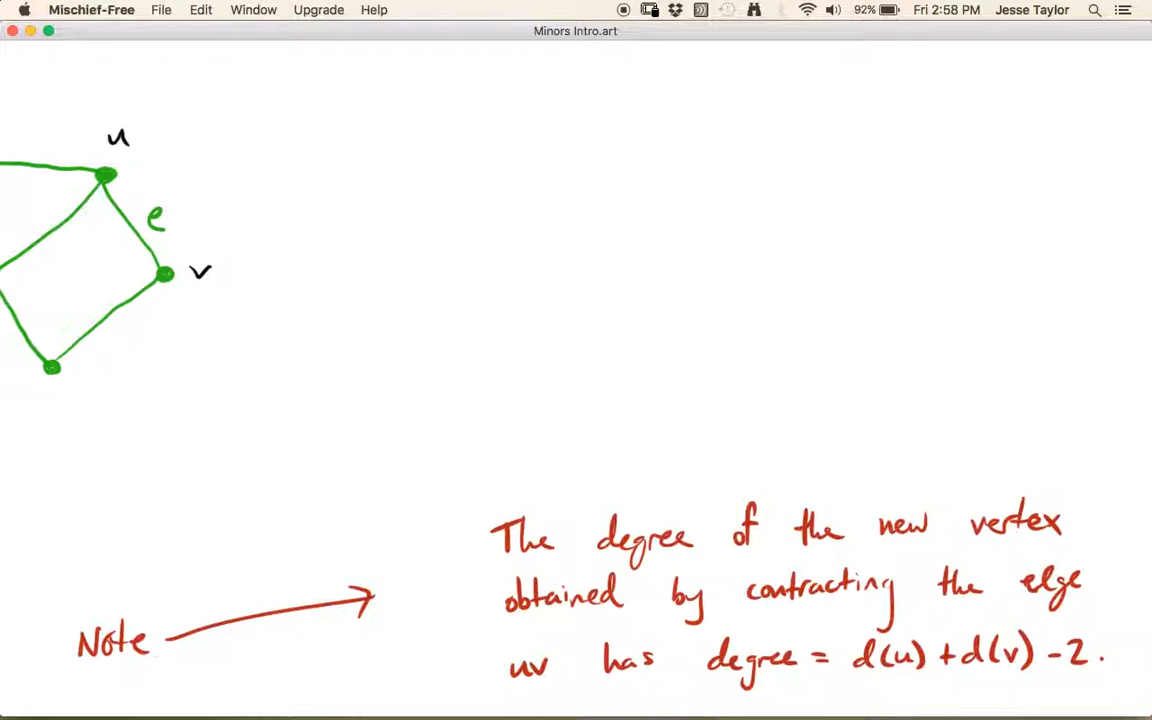 Mischief-Free File Edit Window Upgrade Help 92% Fri 2:58 PM Jesse Taylor
Minors Intro.art
u
e
v
The degree of the new vertex
obtained by contracting the elge
Note
uv has degree = d(u) + d(v) - 2.